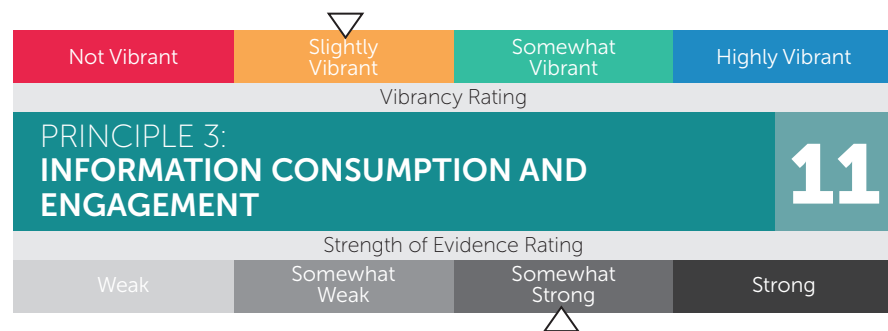 Not Vibrant
Slightly
Vibrant
Somewhat
Vibrant
Highly Vibrant
Vibrancy Rating
PRINCIPLE 3:
INFORMATION CONSUMPTION AND
ENGAGEMENT
11
Strength of Evidence Rating
Weak
Somewhat
Weak
Somewhat
Strong
Strong